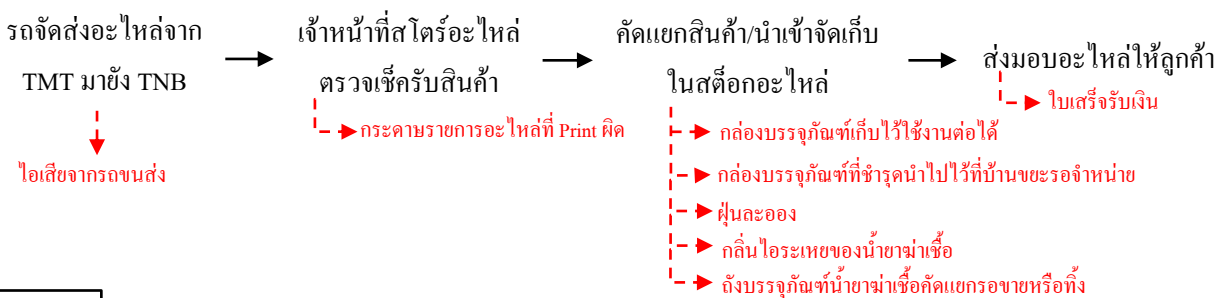 รถจัดส่งอะไหล่จาก
TMT มายัง TNB
ไอเสียจากรถขนส่ง
เจ้าหน้าที่สโตร์อะไหล่
ตรวจเช็ครับสินค้า
กระดาษรายการอะไหล่ที่ Print ผิด
คัดแยกสินค้า/นำเข้าจัดเก็บ
ในสต็อกอะไหล่
กล่องบรรจุภัณฑ์เก็บไว้ใช้งานต่อได้
กล่องบรรจุภัณฑ์ที่ชำรุดนำไปไว้ที่บ้านขยะรอจำหน่าย
ฝุ่นละออง
กลิ่นไอระเหยของน้ำยาฆ่าเชื้อ
ถังบรรจุภัณฑ์น้ำยาฆ่าเชื้อคัดแยกรอขายหรือทิ้ง
ส่งมอบอะไหล่ให้ลูกค้า
ใบเสร็จรับเงิน